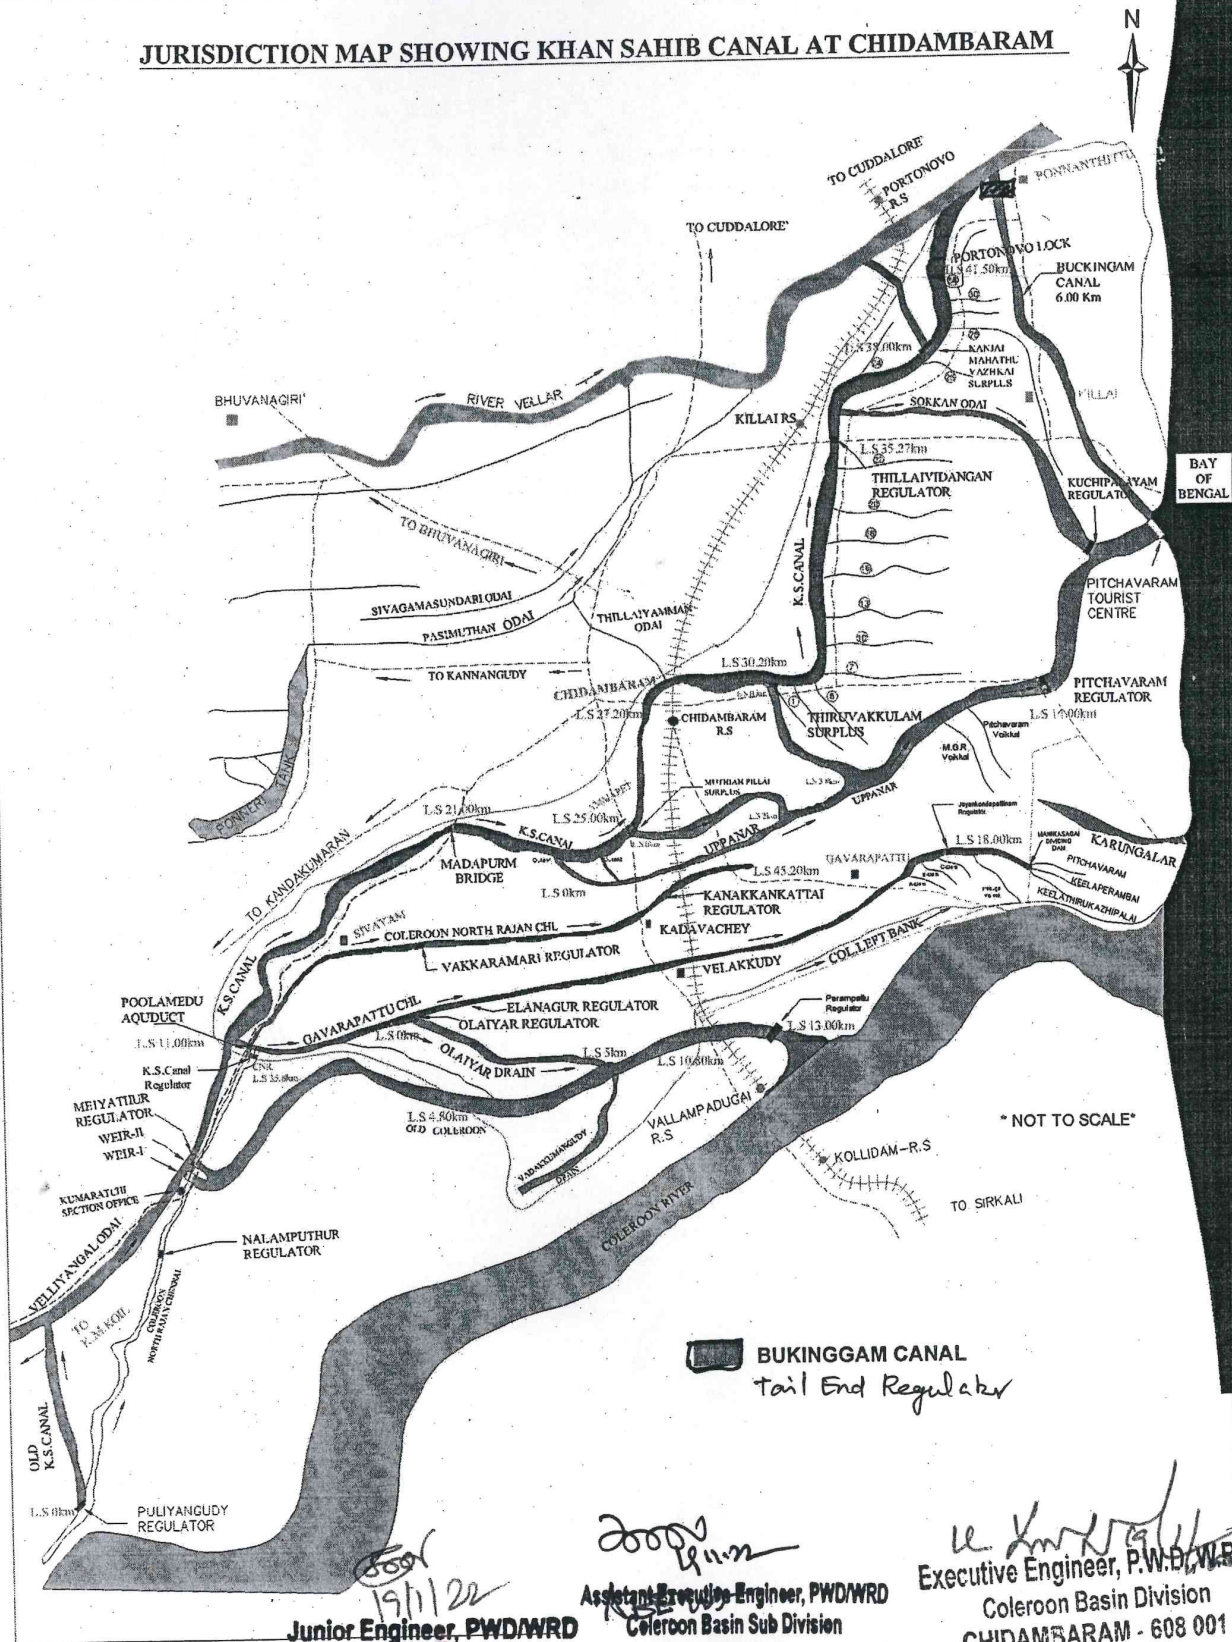 JURISDICTION MAP SHOWING KHAN SAHIB CANAL AT CHIDAMBARAM
N
TO CUDDALORE'
PORTONOVO
R.S
PONNANTHITTU
TO CUDDALORE'
PORTONOVO LOCK
L.S 41.50km
BUCKINGAM
CANAL
6.00 Km
L.S 38.00km
KANJAI
MAHATHU
VAZHKAI
SURPLUS
BHUVANAGIRI'
RIVER VELLAR
KILLAI RS
SOKKAN ODAI
KILLAI
L.S 35.27km
THILLAIVIDANGAN
REGULATOR
KUCHIPALAYAM
REGULATOR
BAY
OF
BENGAL
TO BHUVANAGIRI
K.S.CANAL
PITCHAVARAM
TOURIST
CENTRE
SIVAGAMASUNDARI ODAI
PASIMUTHAN ODAI
THILLAIYAMMAN
ODAI
TO KANNANGUDY
L.S 30.20km
CHIDAMBARAM
L.S 27.20km
CHIDAMBARAM
R.S
THIRUVAKKULAM
SURPLUS
PITCHAVARAM
REGULATOR
Pitchavaram
Voikkal
M.G.R
Voikkal
PONNERI TANK
MUTHIAH PILLAI
SURPLUS
UPPANAR
L.S 21.00km
L.S 25.00km
K.S.CANAL
MADAPURM
BRIDGE
UPPANAR
Jayankondapattinam
Regulator
L.S 18.00km
KARUNGALAR
PITCHAVARAM
KEELAPERAMBAI
KEELATHIRUKAZHIPALAI
L.S 0km
L.S 45.20km
GAVARAPATTU
KANAKKANKATTAI
REGULATOR
TO KANDAKUMARAN
SIVAYAM
COLEROON NORTH RAJAN CHL
KADAVACHEY
VAKKARAMARI REGULATOR
VELAKKUDY
COL.LEFT BANK
K.S.CANAL
POOLAMEDU
AQUDUCT
L.S 11.00km
GAVARAPATTU CHL
ELANAGUR REGULATOR
OLAIYAR REGULATOR
Perampattu
Regulator
L.S 13.00km
L.S 0km
OLAIYAR DRAIN
L.S 5km
L.S 10.80km
K.S.Canal
Regulator
CNR
MEIYATHUR
REGULATOR
WEIR-II
WEIR-I
L.S 4.80km
OLD COLEROON
VALLAMPADUGAI
R.S
"NOT TO SCALE"
KOLLIDAM-R.S
KUMARATCHI
SECTION OFFICE
TO SIRKALI
VELLIYANGAL ODAI
NALAMPUTHUR
REGULATOR
COLEROON RIVER
TO
K.M.KOIL
COLEROON
NORTH RAJAN CHENNAL
BUKINGGAM CANAL
Tail End Regulator
OLD
K.S.CANAL
L.S 0km
PULIYANGUDY
REGULATOR
19/1/22
Junior Engineer, PWD/WRD
Assistant Executive Engineer, PWD/WRD
Coleroon Basin Sub Division
Executive Engineer, P.W.D/W.R
Coleroon Basin Division
CHIDAMBARAM - 608 001